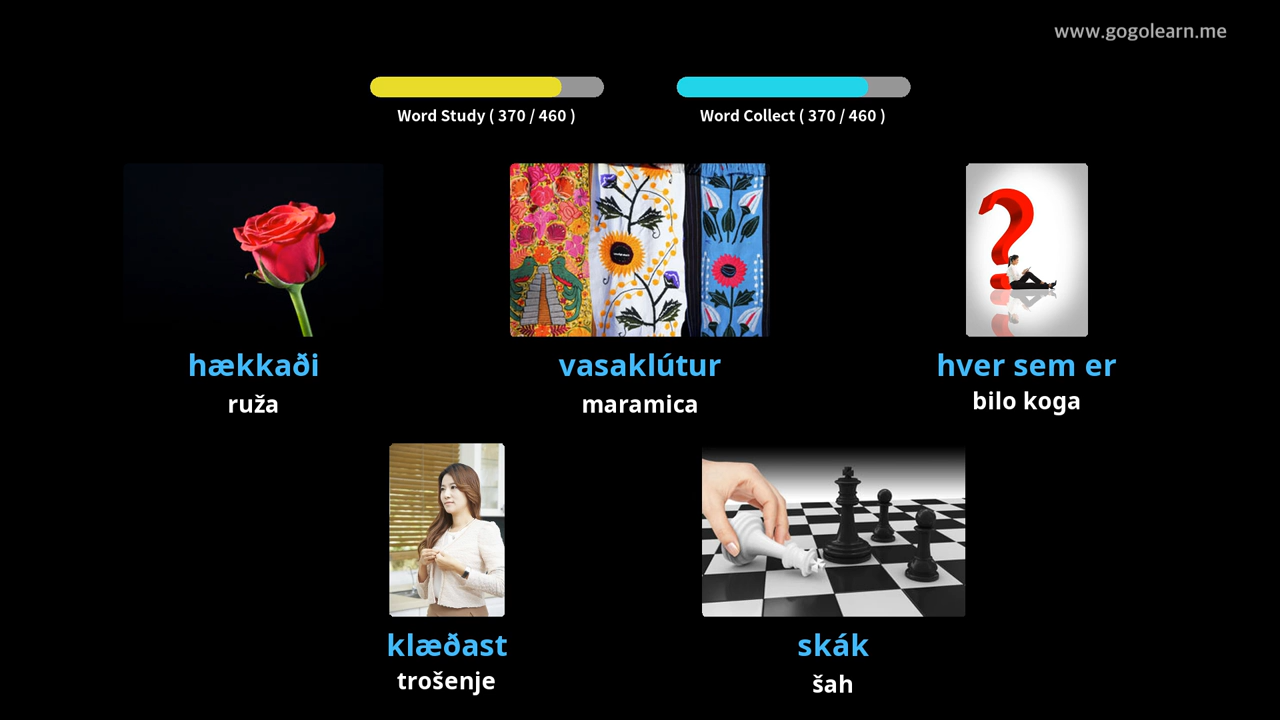 www.gogolearn.me
Word Study ( 370 / 460 )
Word Collect ( 370 / 460 )
hækkaði
ruža
vasaklútur
maramica
hver sem er
bilo koga
klæðast
trošenje
skák
šah